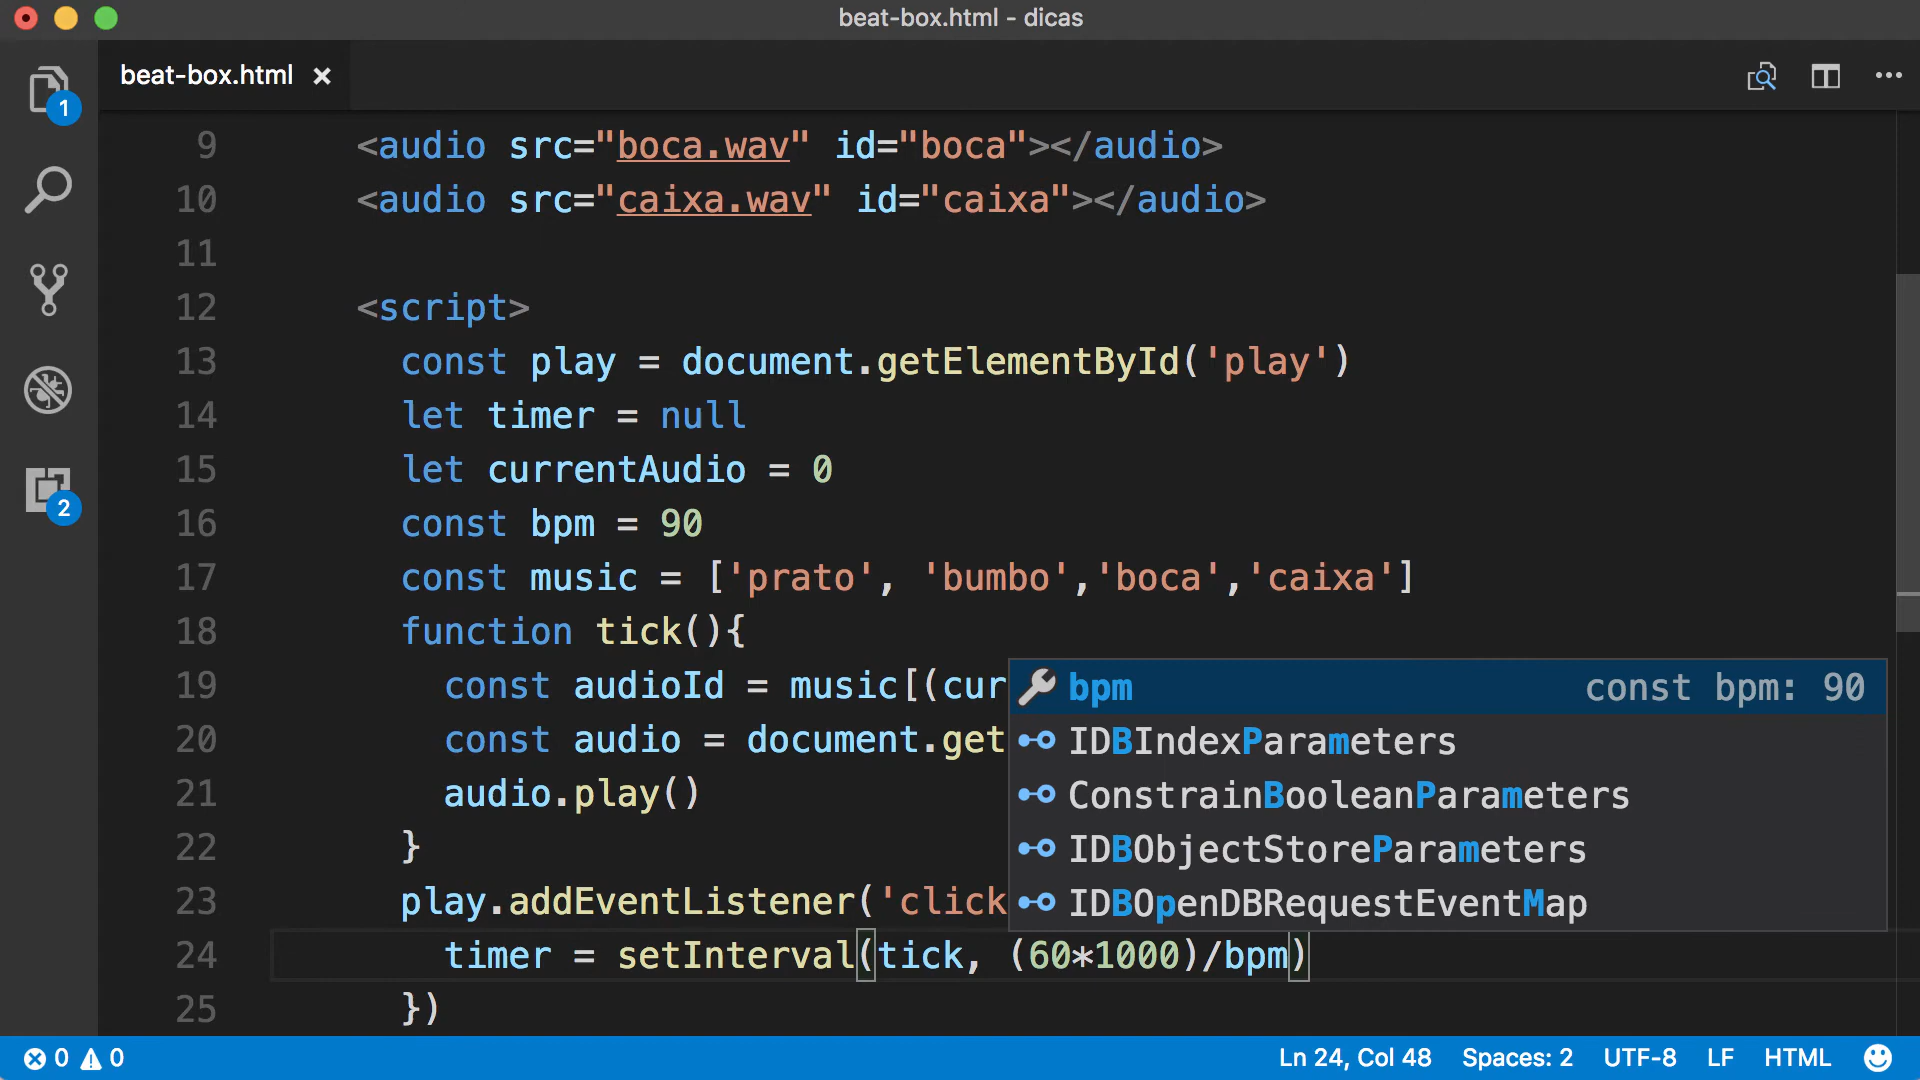 beat-box.html - dicas
beat-box.html
1
2
9 <audio src="boca.wav" id="boca"></audio>
10 <audio src="caixa.wav" id="caixa"></audio>
11
12 <script>
13 const play = document.getElementById('play')
14 let timer = null
15 let currentAudio = 0
16 const bpm = 90
17 const music = ['prato', 'bumbo','boca','caixa']
18 function tick(){
19 const audioId = music[(cur
20 const audio = document.get
21 audio.play()
22 }
23 play.addEventListener('click
24 timer = setInterval(tick, (60*1000)/bpm)
25 })
bpm const bpm: 90
IDBIndexParameters
ConstrainBooleanParameters
IDBObjectStoreParameters
IDBOpenDBRequestEventMap
0 0 Ln 24, Col 48 Spaces: 2 UTF-8 LF HTML